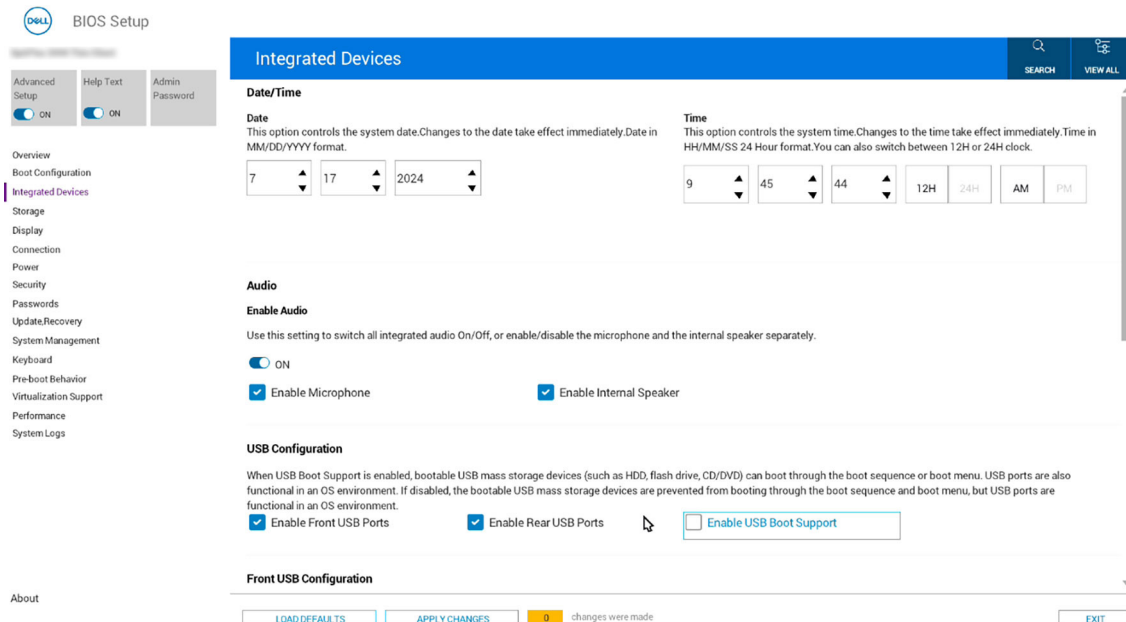 DELL
BIOS Setup
Advanced Setup
ON
Help Text
ON
Admin Password
Overview
Boot Configuration
Integrated Devices
Storage
Display
Connection
Power
Security
Passwords
Update,Recovery
System Management
Keyboard
Pre-boot Behavior
Virtualization Support
Performance
System Logs
About
Integrated Devices
SEARCH
VIEW ALL
Date/Time
Date
This option controls the system date.Changes to the date take effect immediately.Date in
MM/DD/YYYY format.
7 17 2024
Time
This option controls the system time.Changes to the time take effect immediately.Time in
HH/MM/SS 24 Hour format.You can also switch between 12H or 24H clock.
9 45 44 12H 24H AM PM
Audio
Enable Audio
Use this setting to switch all integrated audio On/Off, or enable/disable the microphone and the internal speaker separately.
ON
Enable Microphone Enable Internal Speaker
USB Configuration
When USB Boot Support is enabled, bootable USB mass storage devices (such as HDD, flash drive, CD/DVD) can boot through the boot sequence or boot menu. USB ports are also
functional in an OS environment. If disabled, the bootable USB mass storage devices are prevented from booting through the boot sequence and boot menu, but USB ports are
functional in an OS environment.
Enable Front USB Ports Enable Rear USB Ports Enable USB Boot Support
Front USB Configuration
LOAD DEFAULTS APPLY CHANGES 0 changes were made EXIT